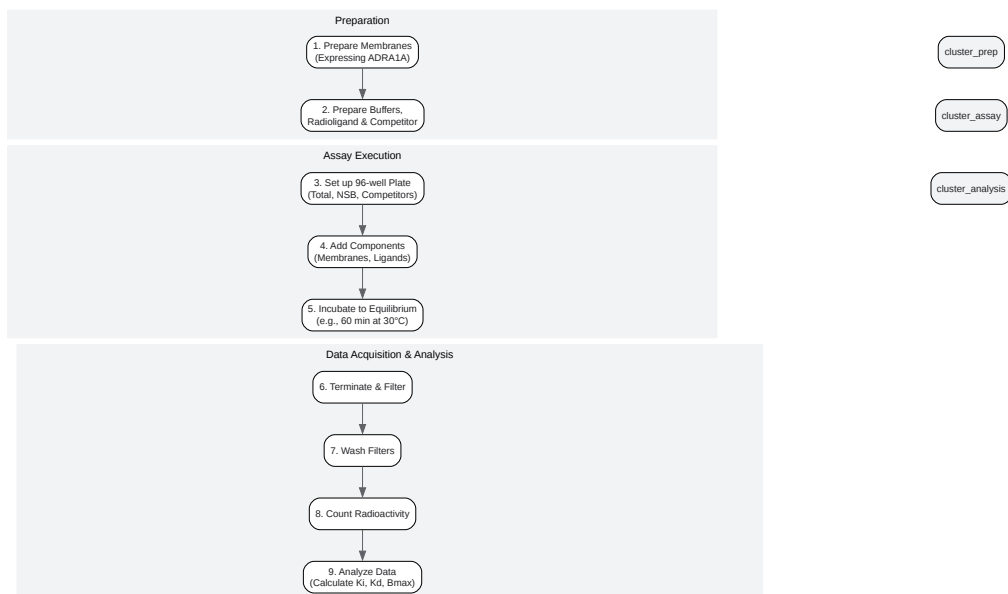 Preparation
1. Prepare Membranes
(Expressing ADRA1A)
2. Prepare Buffers,
Radioligand & Competitor
Assay Execution
3. Set up 96-well Plate
(Total, NSB, Competitors)
4. Add Components
(Membranes, Ligands)
5. Incubate to Equilibrium
(e.g., 60 min at 30°C)
Data Acquisition & Analysis
6. Terminate & Filter
7. Wash Filters
8. Count Radioactivity
9. Analyze Data
(Calculate Ki, Kd, Bmax)
cluster_prep
cluster_assay
cluster_analysis